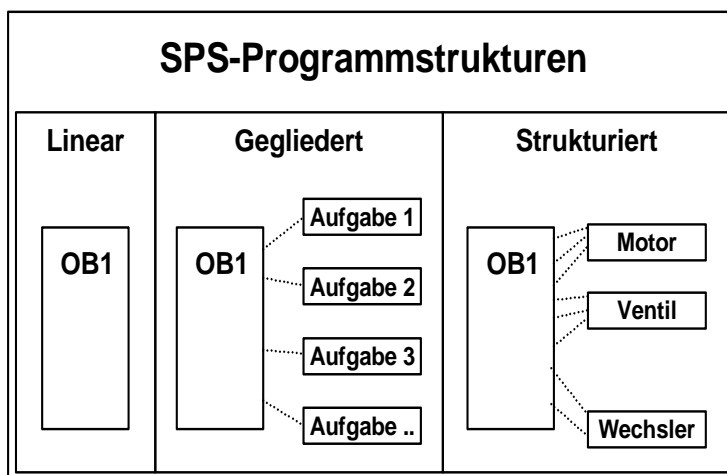 SPS-Programmstrukturen
Linear
OB1
Gegliedert
OB1
Aufgabe 1
Aufgabe 2
Aufgabe 3
Aufgabe ..
Strukturiert
OB1
Motor
Ventil
Wechsler